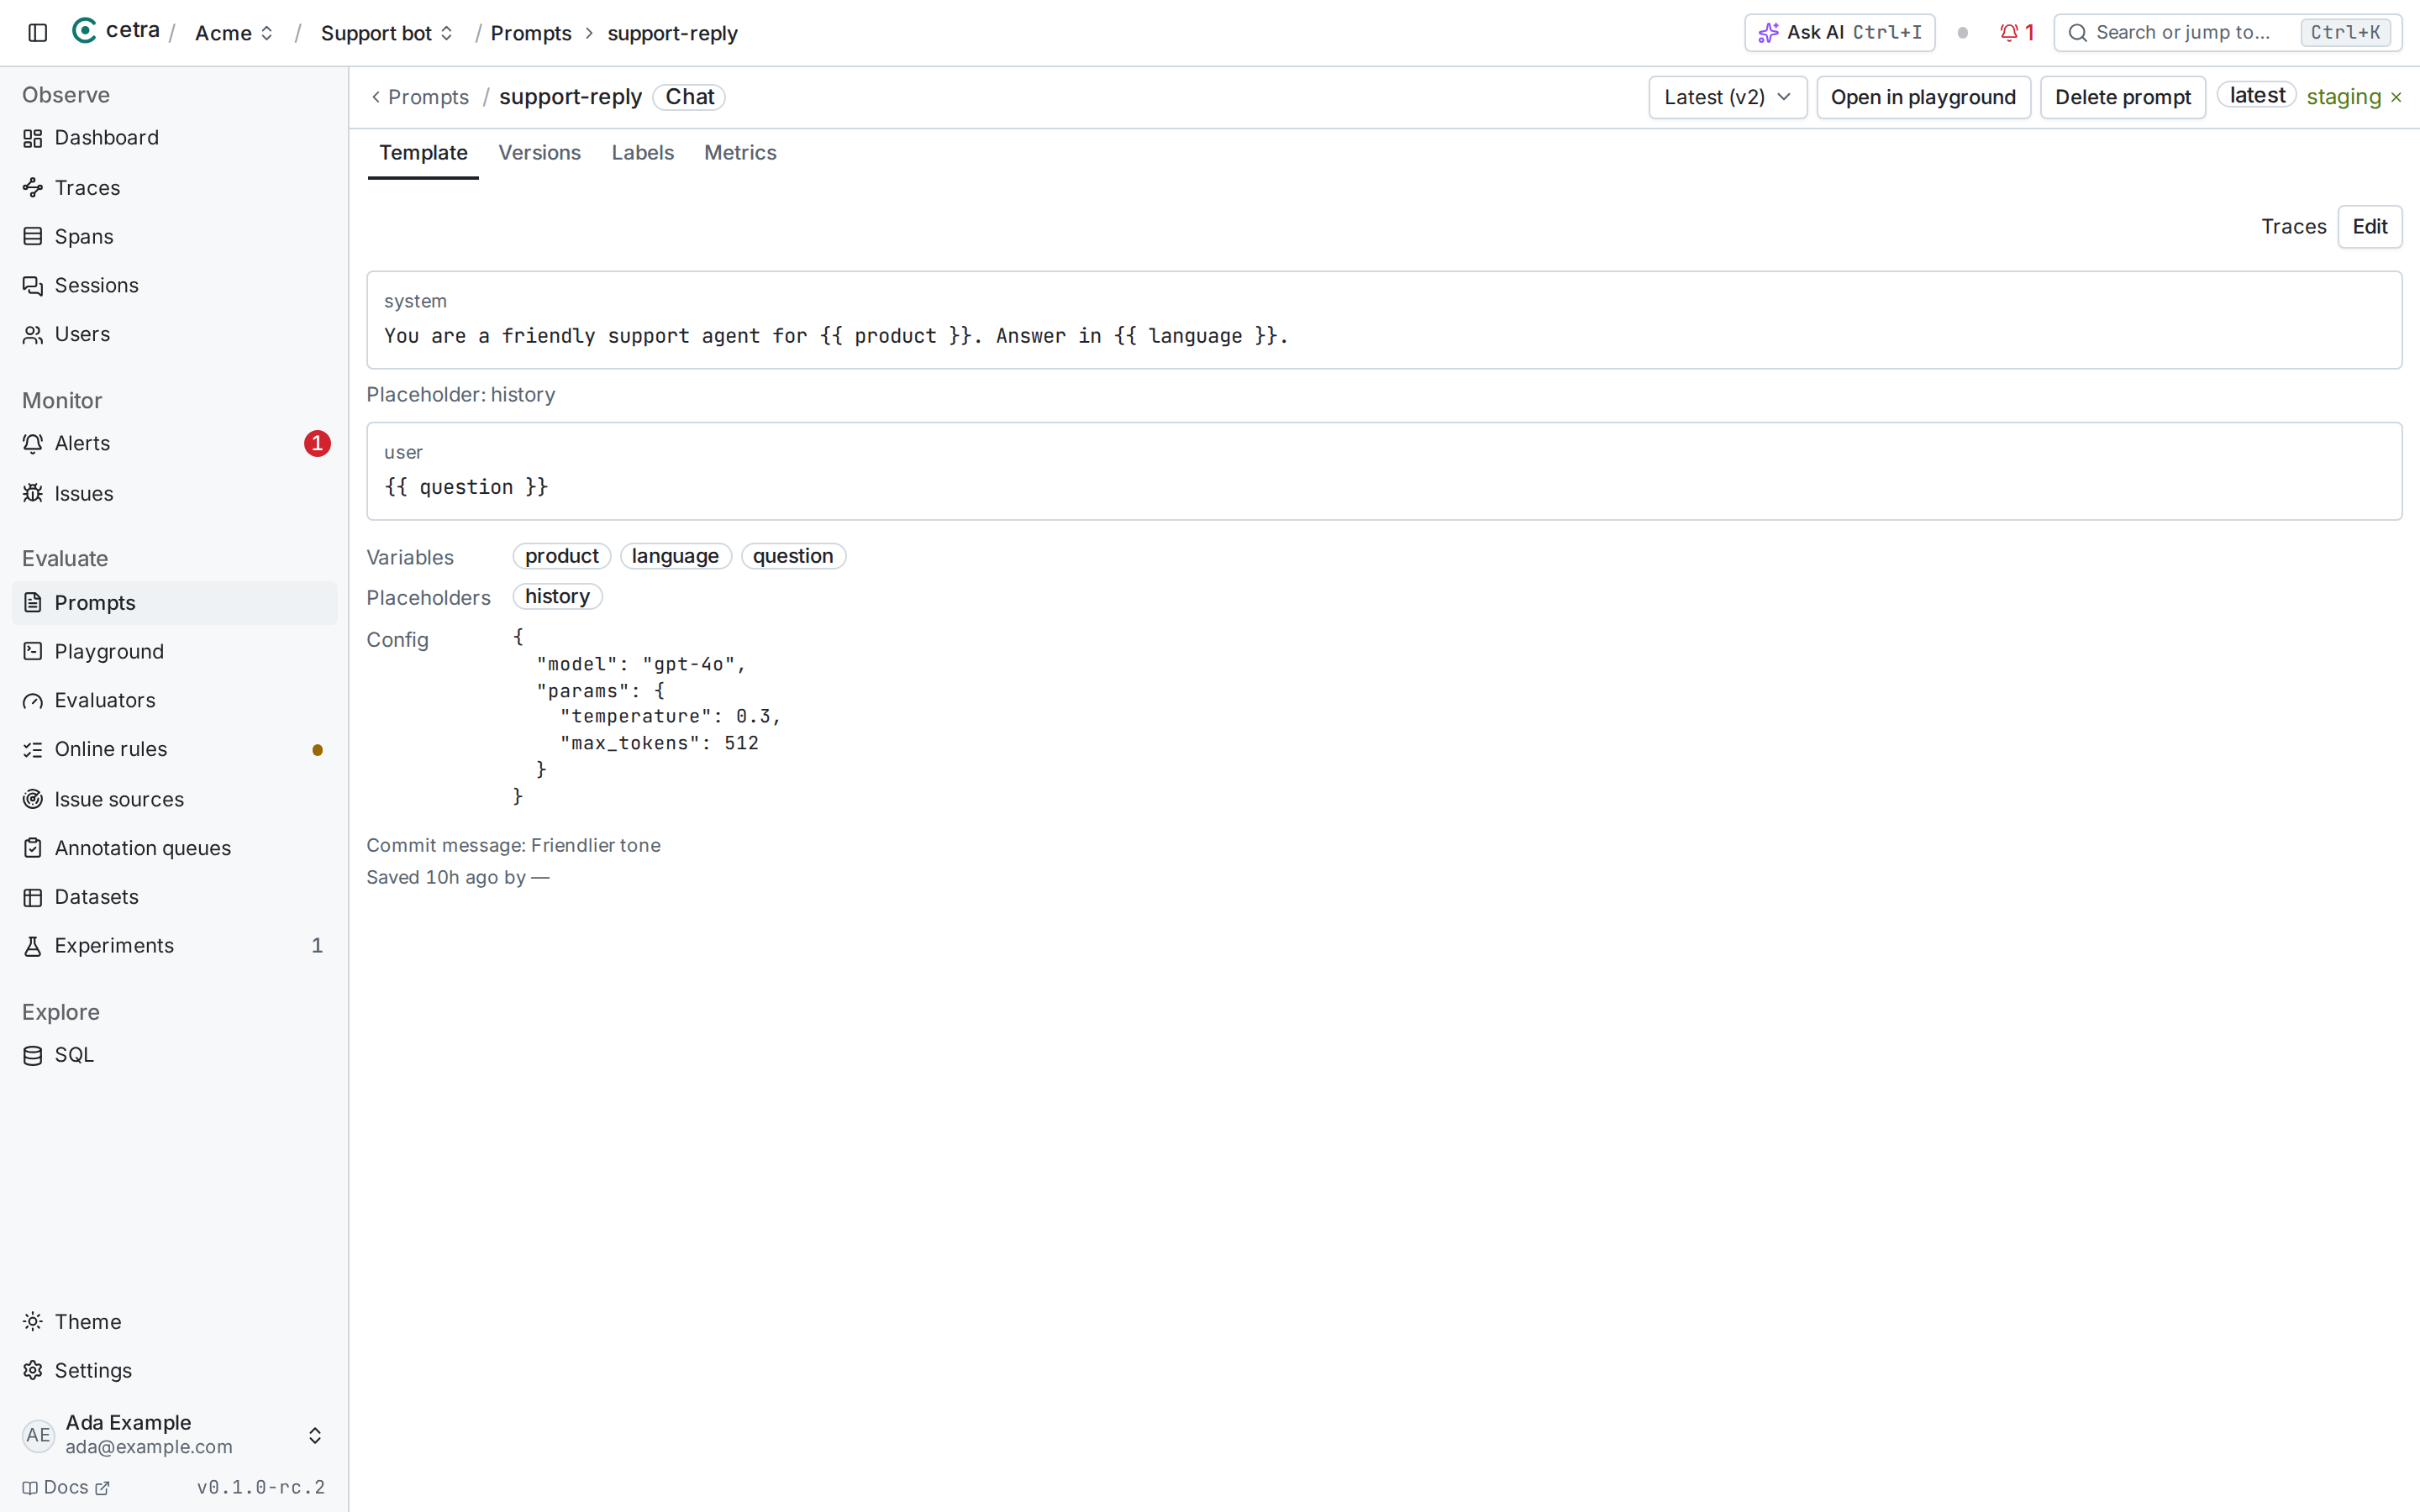 cetra / Acme / Support bot / Prompts > support-reply
Ask AI Ctrl+I
1
Search or jump to... Ctrl+K
Observe
Dashboard
Traces
Spans
Sessions
Users
Monitor
Alerts 1
Issues
Evaluate
Prompts
Playground
Evaluators
Online rules
Issue sources
Annotation queues
Datasets
Experiments 1
Explore
SQL
Theme
Settings
AE
Ada Example
ada@example.com
Docs v0.1.0-rc.2
Prompts / support-reply Chat
Latest (v2) Open in playground Delete prompt latest staging ×
Template Versions Labels Metrics
Traces Edit
system
You are a friendly support agent for {{ product }}. Answer in {{ language }}.
Placeholder: history
user
{{ question }}
Variables product language question
Placeholders history
Config {
"model": "gpt-4o",
"params": {
"temperature": 0.3,
"max_tokens": 512
}
}
Commit message: Friendlier tone
Saved 10h ago by —